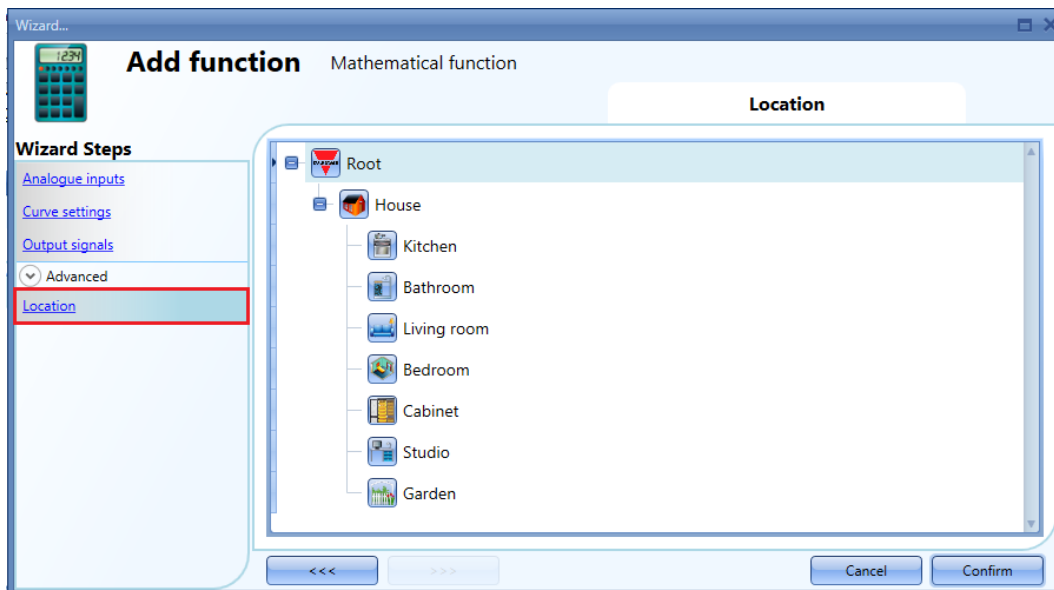 Wizard...
1234
Add function Mathematical function
Location
Wizard Steps
Analogue inputs
Curve settings
Output signals
Advanced
Location
Root
House
Kitchen
Bathroom
Living room
Bedroom
Cabinet
Studio
Garden
<<< >>> Cancel Confirm